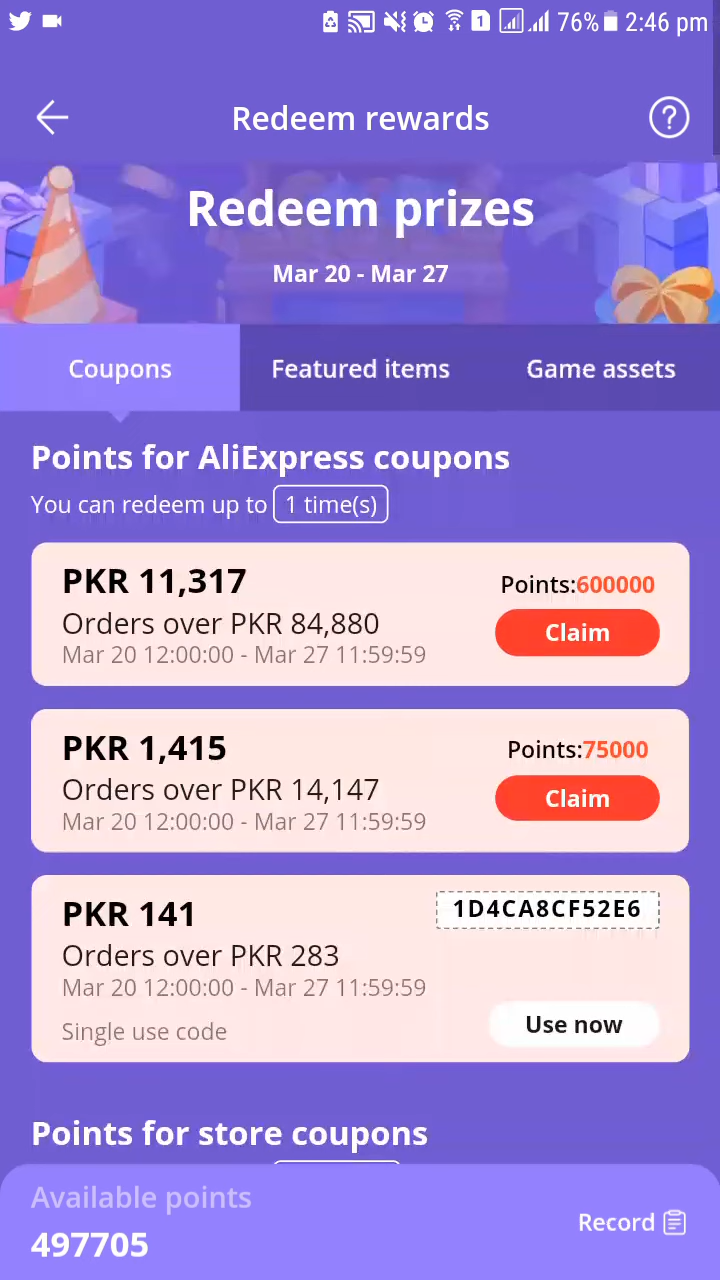 1 76% 2:46 pm
Redeem rewards ?
Redeem prizes
Mar 20 - Mar 27
Coupons Featured items Game assets
Points for AliExpress coupons
You can redeem up to 1 time(s)
PKR 11,317
Points:600000
Orders over PKR 84,880
Claim
Mar 20 12:00:00 - Mar 27 11:59:59
PKR 1,415
Points:75000
Orders over PKR 14,147
Claim
Mar 20 12:00:00 - Mar 27 11:59:59
PKR 141
1D4CA8CF52E6
Orders over PKR 283
Mar 20 12:00:00 - Mar 27 11:59:59
Single use code
Use now
Points for store coupons
Available points
Record
497705